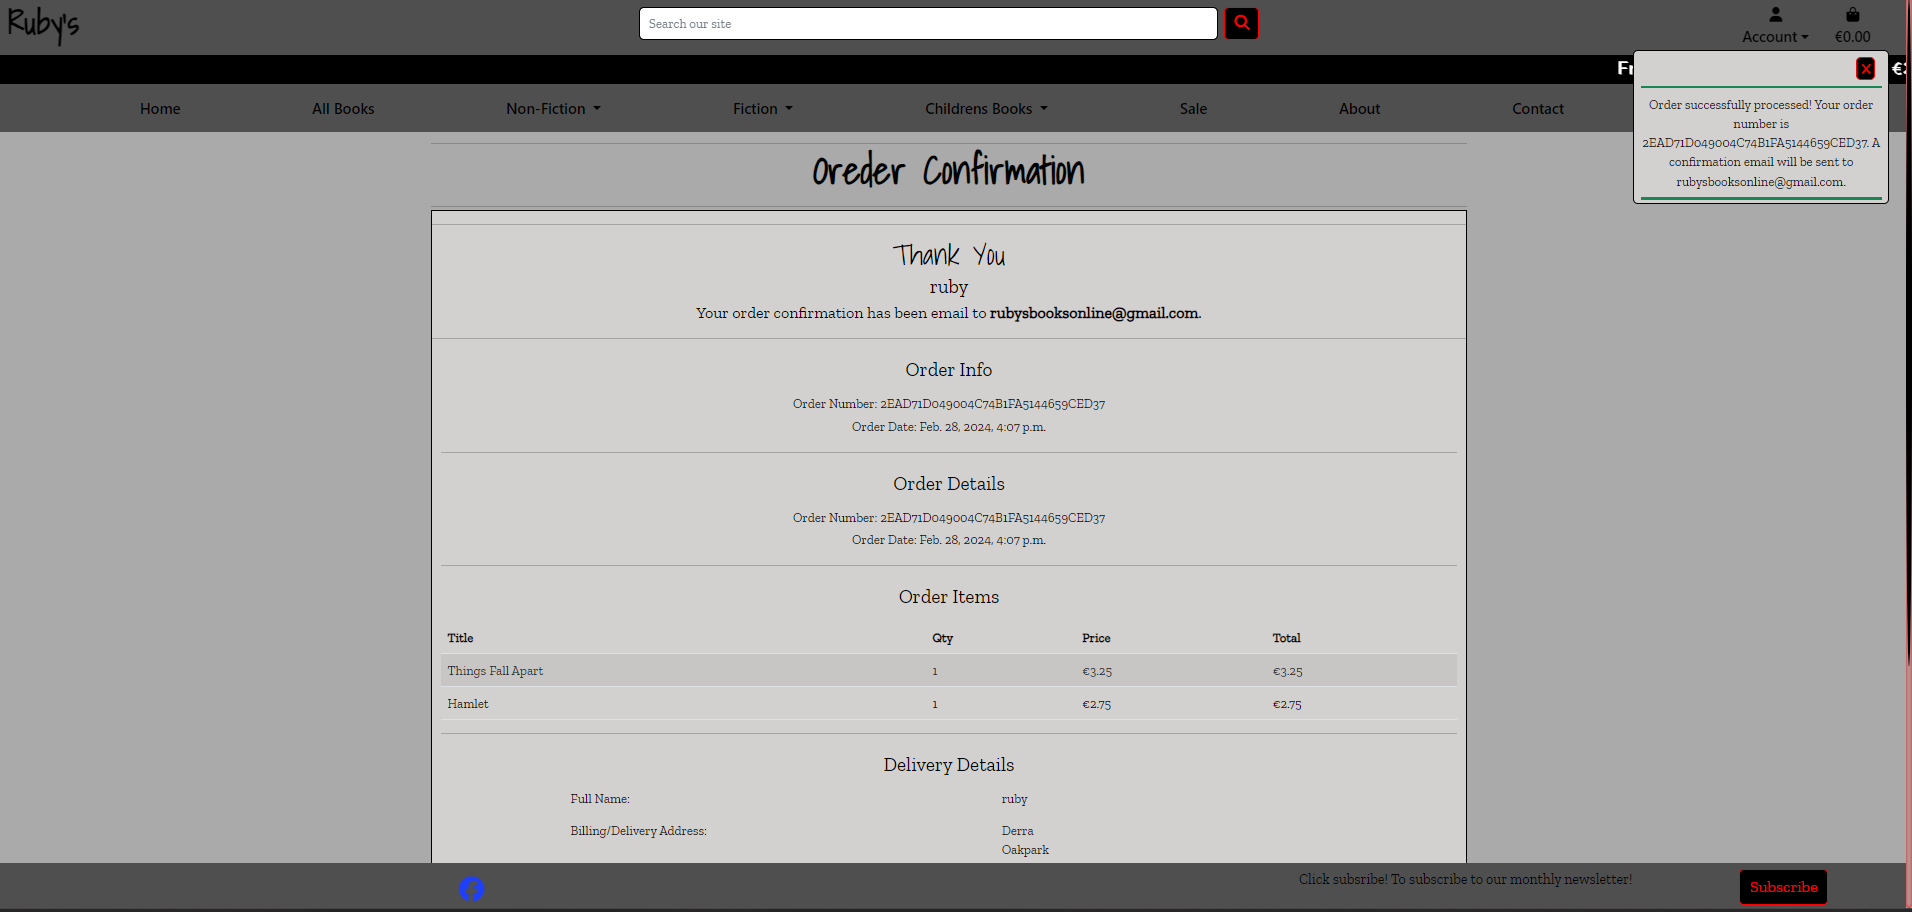 Ruby's
Search our site
Account
€0.00
Home
All Books
Non-Fiction
Fiction
Childrens Books
Sale
About
Contact
Order successfully processed! Your order
number is
2EAD71D049004C74B1FA5144659CED37. A
confirmation email will be sent to
rubysbooksonline@gmail.com.
Oreder Confirmation
Thank You
ruby
Your order confirmation has been email to rubysbooksonline@gmail.com.
Order Info
Order Number: 2EAD71D049004C74B1FA5144659CED37
Order Date: Feb. 28, 2024, 4:07 p.m.
Order Details
Order Number: 2EAD71D049004C74B1FA5144659CED37
Order Date: Feb. 28, 2024, 4:07 p.m.
Order Items
Title Qty Price Total
Things Fall Apart 1 €3.25 €3.25
Hamlet 1 €2.75 €2.75
Delivery Details
Full Name: ruby
Billing/Delivery Address: Derra
Oakpark
Click subsribe! To subscribe to our monthly newsletter!
Subscribe